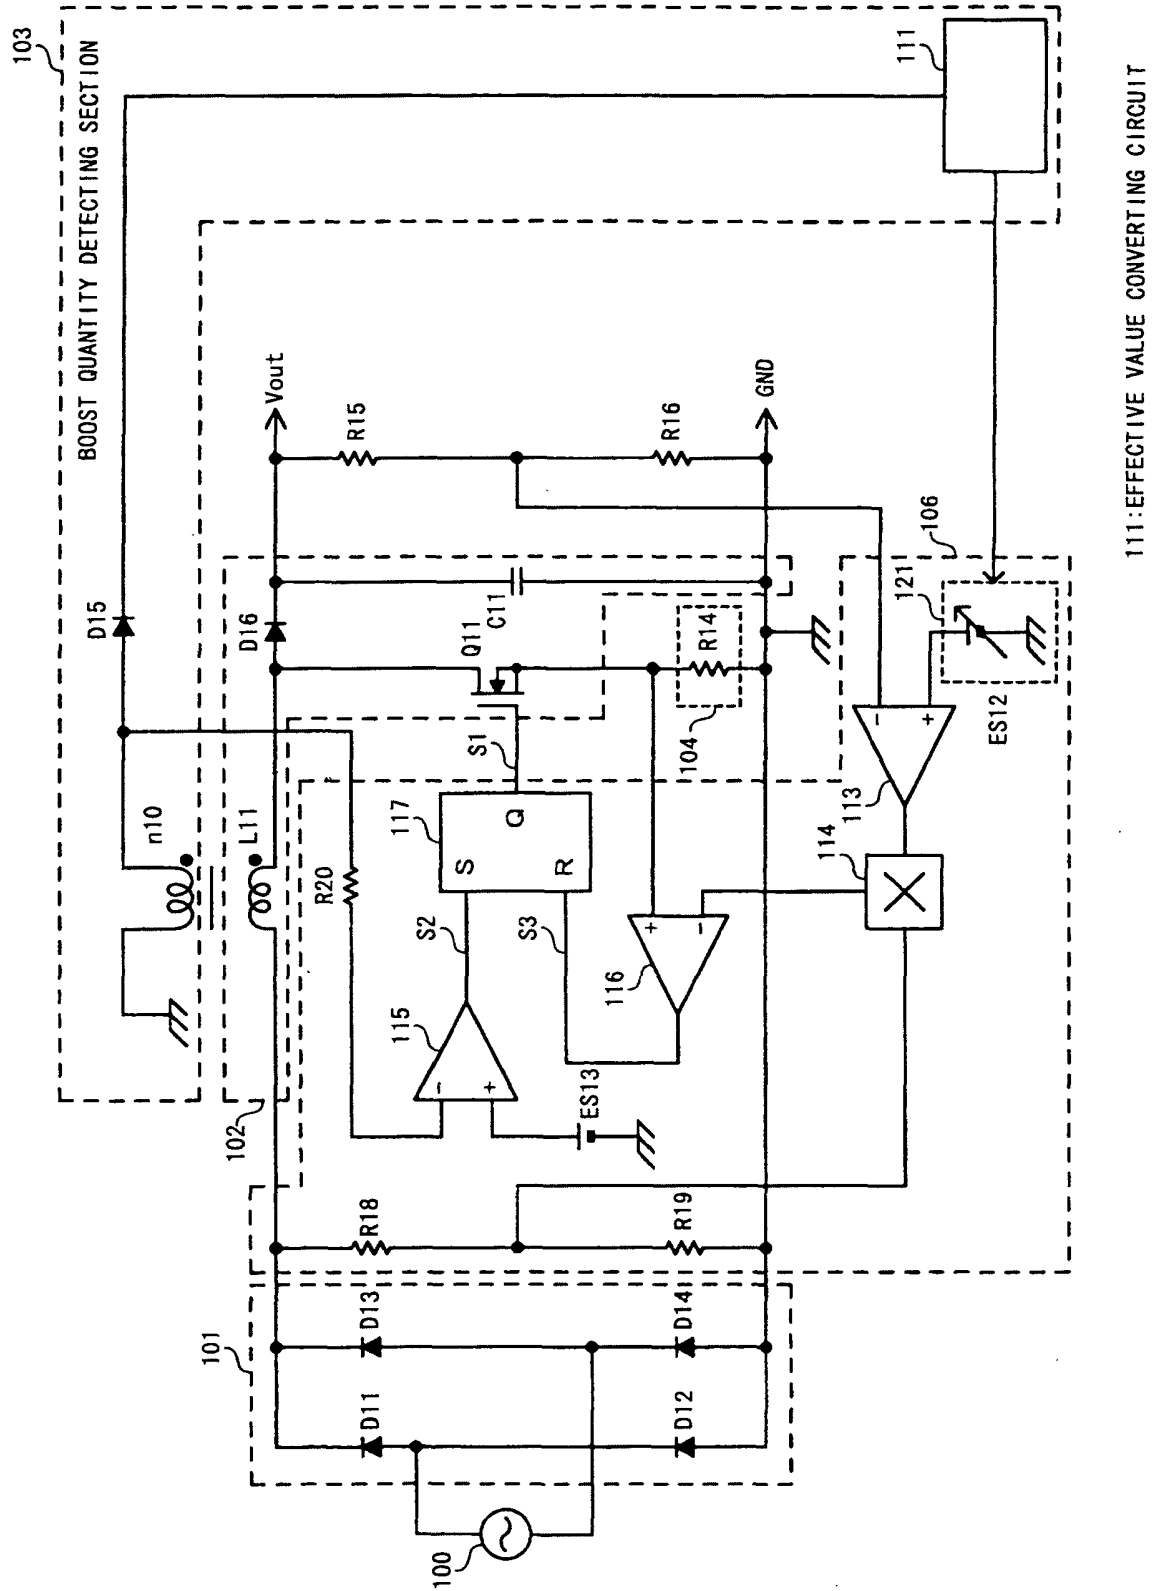 103
BOOST QUANTITY DETECTING SECTION
111
D15
n10
102
L11
D16
Vout
R15
R20
Q11
C11
S1
117
S
Q
R
S2
S3
115
-
+
ES13
116
+
-
104
R14
R16
GND
106
121
ES12
-
+
113
114
R18
R19
101
D13
D14
D11
D12
100
111:EFFECTIVE VALUE CONVERTING CIRCUIT